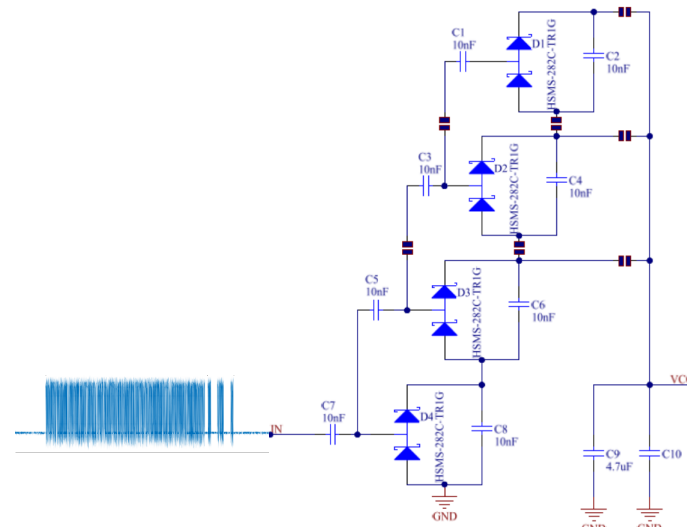 C1
10nF
D1
HSMS-282C-TR1G
C2
10nF
C3
10nF
D2
HSMS-282C-TR1G
C4
10nF
C5
10nF
D3
HSMS-282C-TR1G
C6
10nF
IN
C7
10nF
D4
HSMS-282C-TR1G
C8
10nF
GND
C9
4.7uF
C10
GND
GND